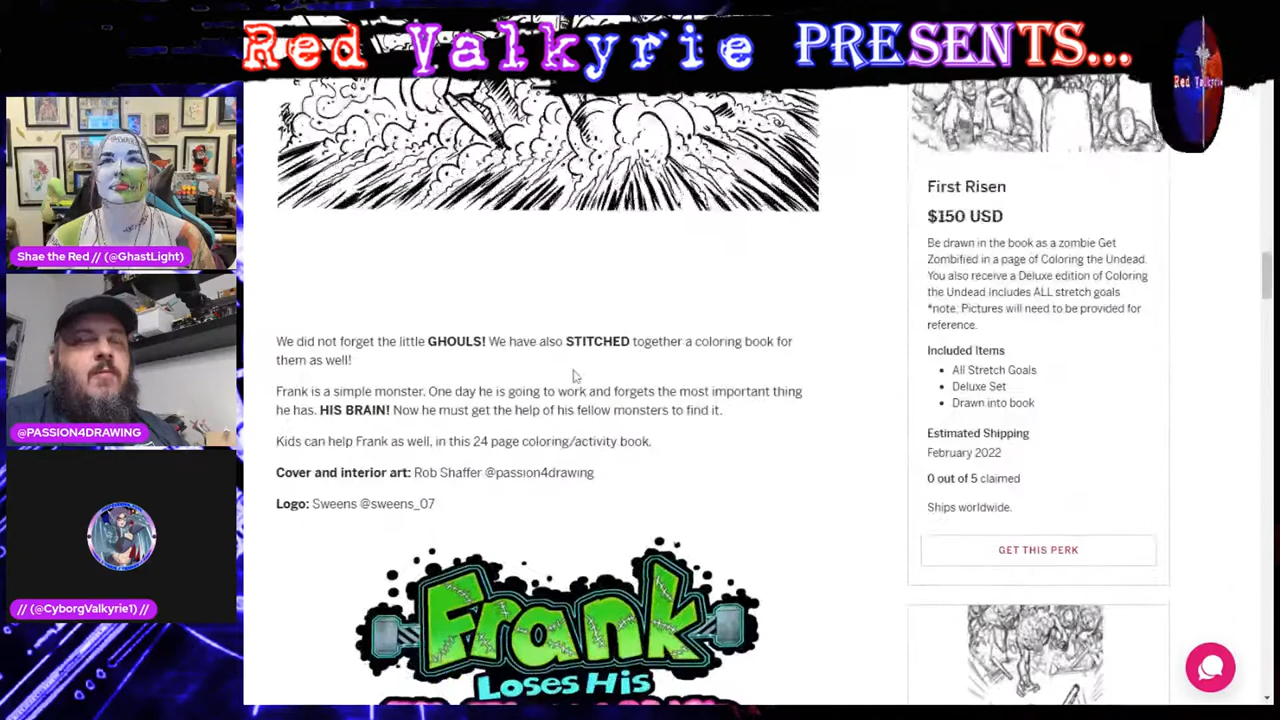 Red Valkyrie PRESENTS...
Red Valkyrie
Shae the Red // (@GhastLight)
@PASSION4DRAWING
// (@CyborgValkyrie1) //
We did not forget the little GHOULS! We have also STITCHED together a coloring book for
them as well!
Frank is a simple monster. One day he is going to work and forgets the most important thing
he has. HIS BRAIN! Now he must get the help of his fellow monsters to find it.
Kids can help Frank as well, in this 24 page coloring/activity book.
Cover and interior art: Rob Shaffer @passion4drawing
Logo: Sweens @sweens_07
Frank
Loses His
First Risen
$150 USD
Be drawn in the book as a zombie Get
Zombified in a page of Coloring the Undead.
You also receive a Deluxe edition of Coloring
the Undead includes ALL stretch goals
*note, Pictures will need to be provided for
reference.
Included Items
• All Stretch Goals
• Deluxe Set
• Drawn into book
Estimated Shipping
February 2022
0 out of 5 claimed
Ships worldwide.
GET THIS PERK